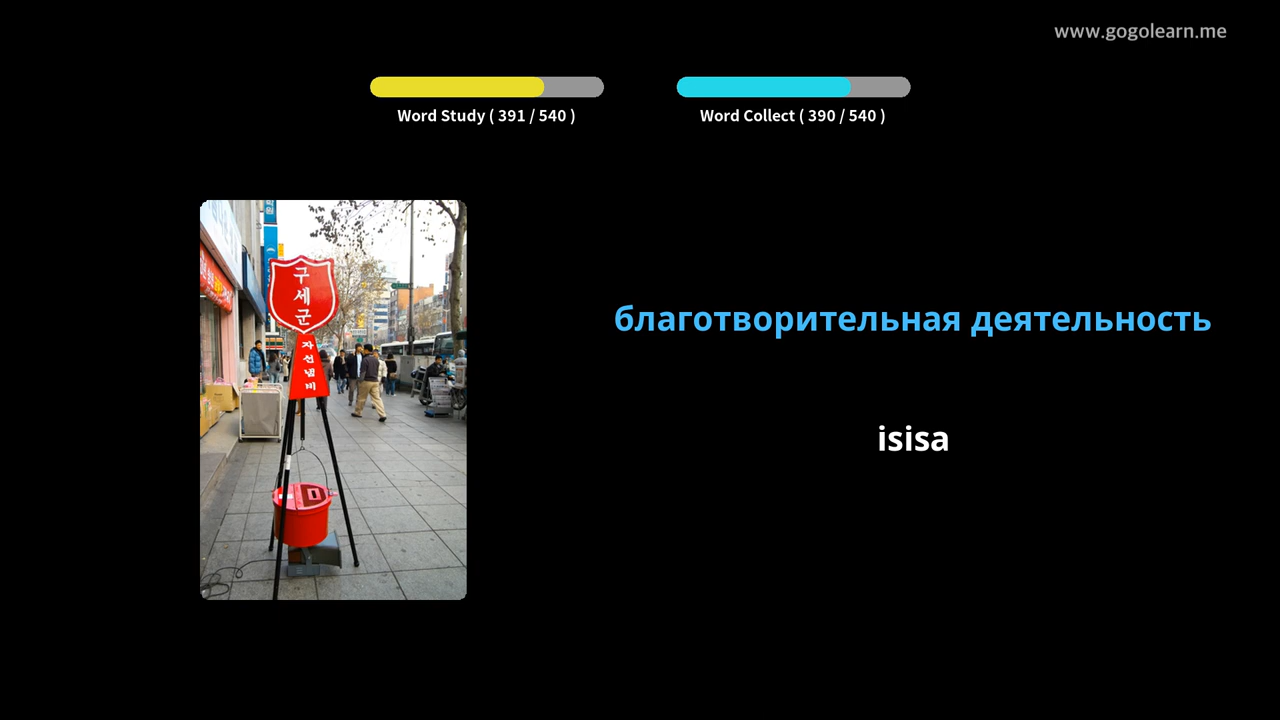 www.gogolearn.me
Word Study ( 391 / 540 )
Word Collect ( 390 / 540 )
구세군
자선냄비
благотворительная деятельность
isisa